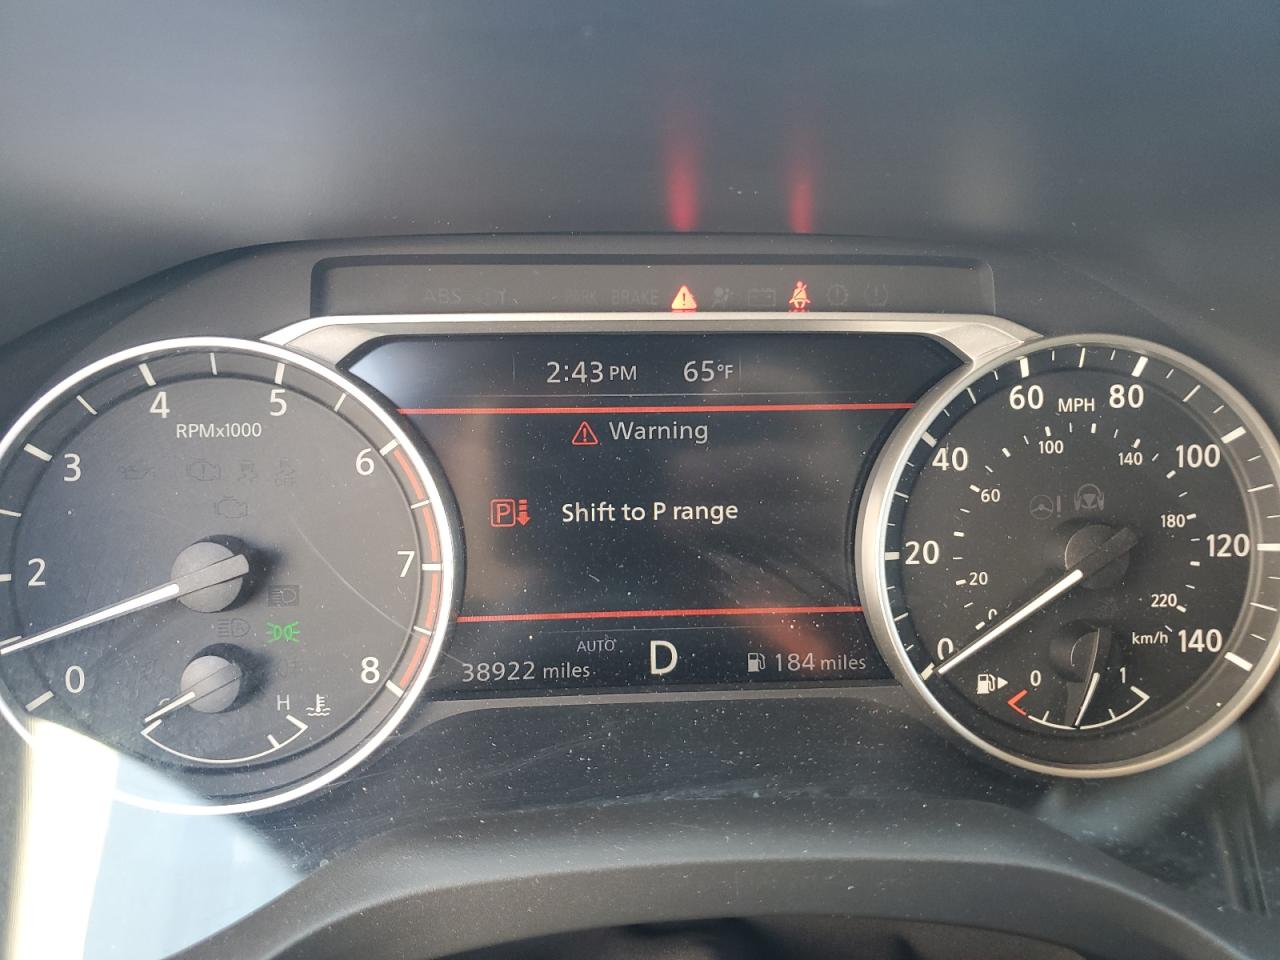 ABS PARK BRAKE
2:43 PM 65°F
Warning
P Shift to P range
AUTO
38922 miles D 184 miles
0 2 3 4 5 6 7 8
RPMx1000
OFF
H
0 20 40 60 80 100 120 140
MPH
20 60 100 140 180 220
0
km/h
0 1